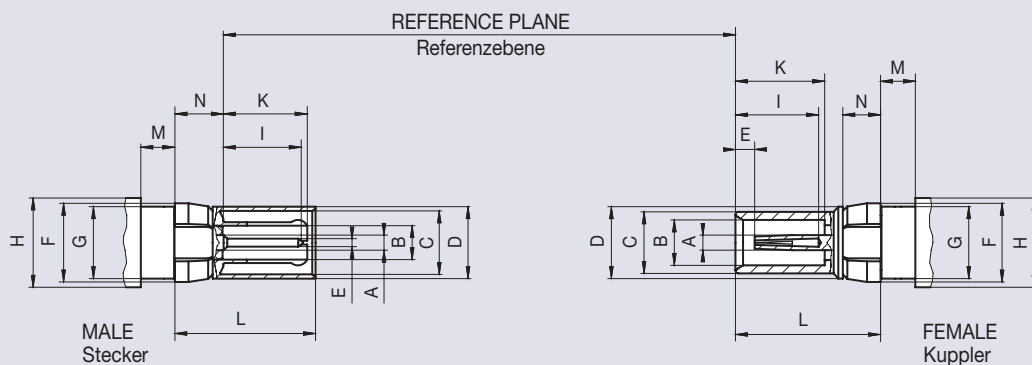 REFERENCE PLANE
Referenzebene
N K
M I
H F G
E A B C D
L
MALE
Stecker
K M
I N
E
D C B A
G F H
L
FEMALE
Kuppler